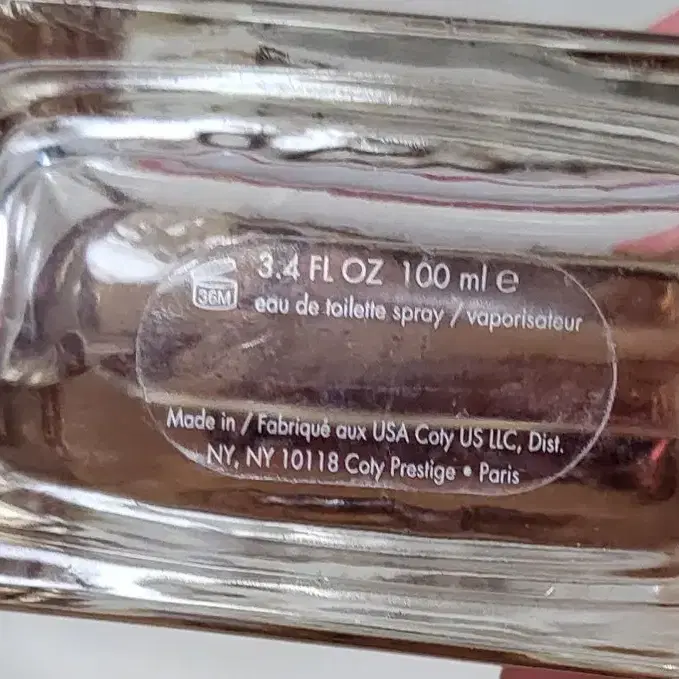 3.4 FL OZ 100 ml e
36M
eau de toilette spray / vaporisateur
Made in / Fabriqué aux USA Coty US LLC, Dist.
NY, NY 10118 Coty Prestige • Paris